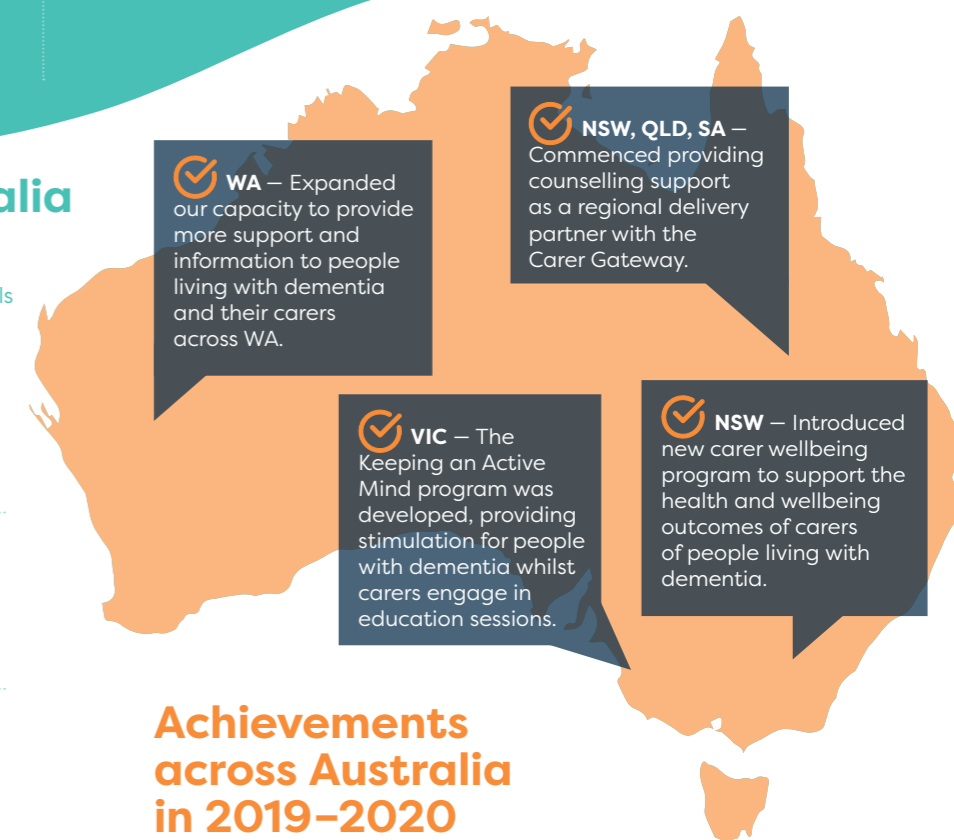 alia
ls
WA – Expanded
our capacity to provide
more support and
information to people
living with dementia
and their carers
across WA.
NSW, QLD, SA –
Commenced providing
counselling support
as a regional delivery
partner with the
Carer Gateway.
VIC – The
Keeping an Active
Mind program was
developed, providing
stimulation for people
with dementia whilst
carers engage in
education sessions.
NSW – Introduced
new carer wellbeing
program to support the
health and wellbeing
outcomes of carers
of people living with
dementia.
Achievements
across Australia
in 2019–2020